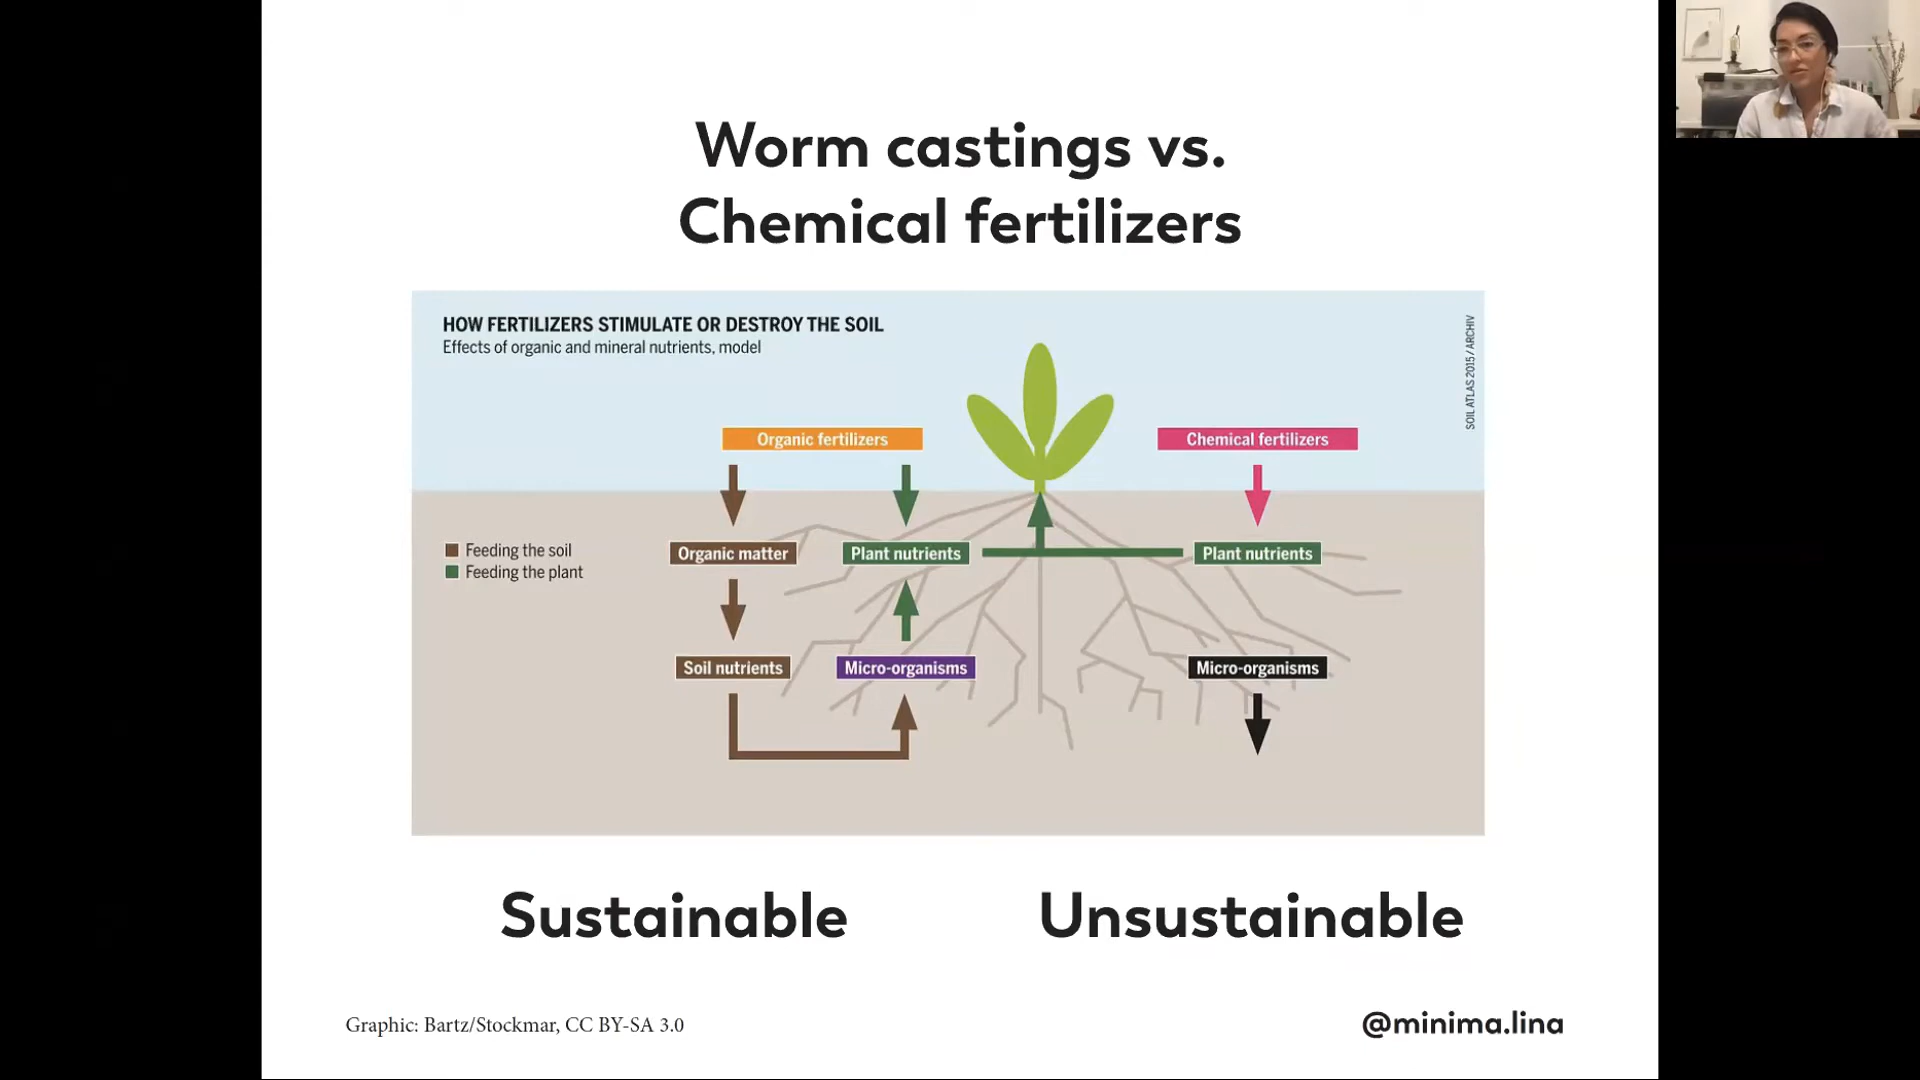 Worm castings vs.
Chemical fertilizers
HOW FERTILIZERS STIMULATE OR DESTROY THE SOIL
Effects of organic and mineral nutrients, model
SOIL ATLAS 2015 / ARCHIV
Organic fertilizers
Chemical fertilizers
Feeding the soil
Feeding the plant
Organic matter
Plant nutrients
Plant nutrients
Soil nutrients
Micro-organisms
Micro-organisms
Sustainable
Unsustainable
Graphic: Bartz/Stockmar, CC BY-SA 3.0
@minima.lina